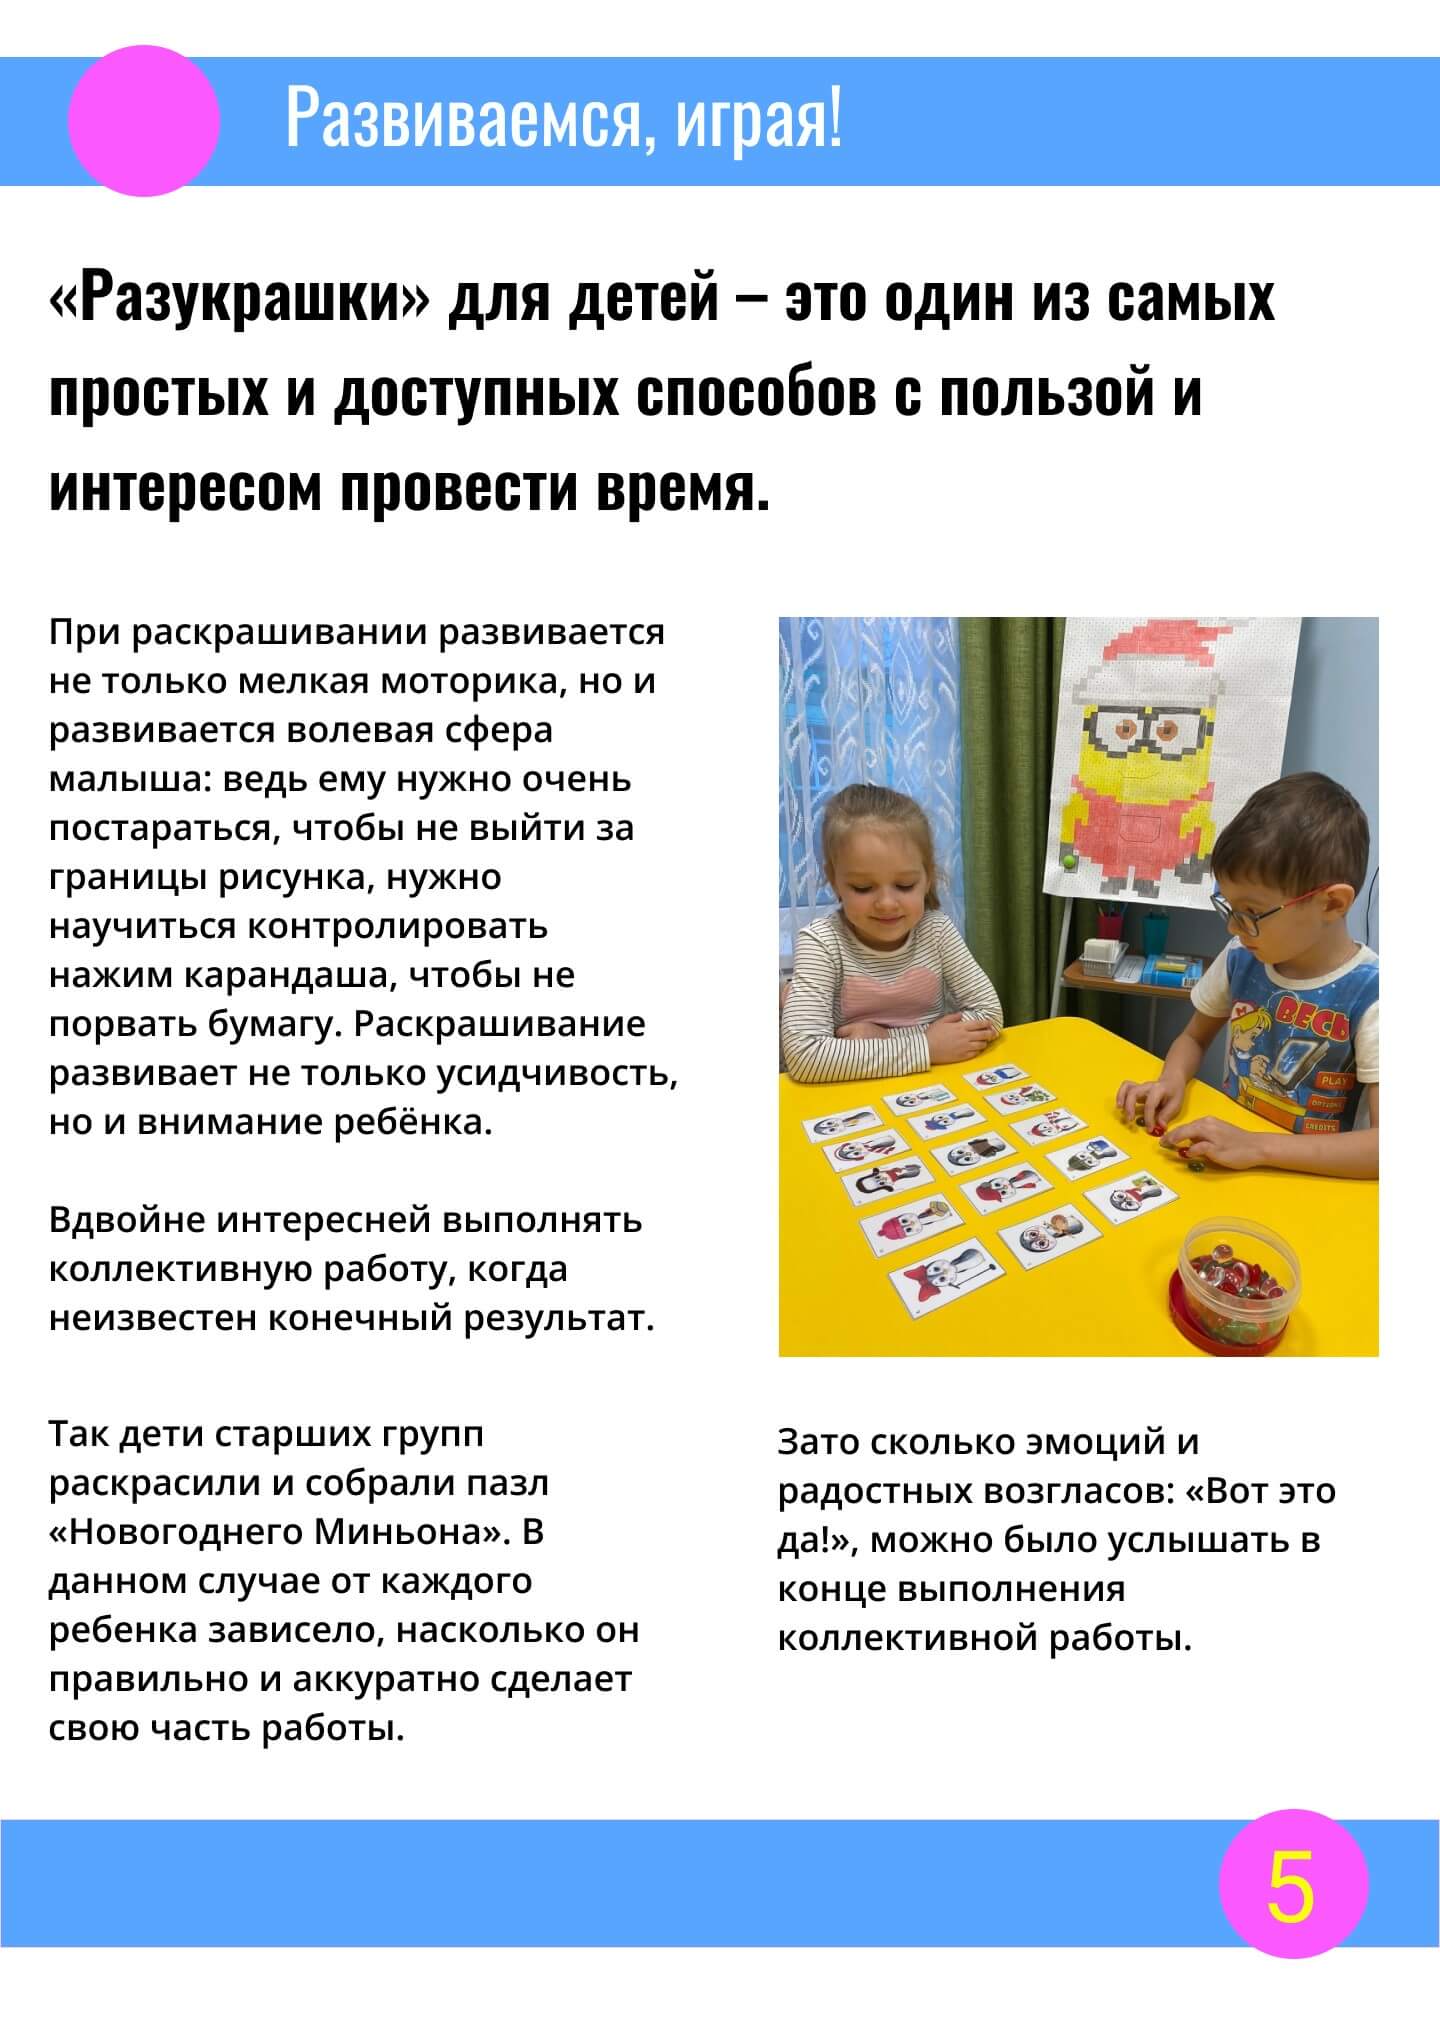 Развиваемся, играя!
«Разукрашки» для детей – это один из самых
простых и доступных способов с пользой и
интересом провести время.
При раскрашивании развивается
не только мелкая моторика, но и
развивается волевая сфера
малыша: ведь ему нужно очень
постараться, чтобы не выйти за
границы рисунка, нужно
научиться контролировать
нажим карандаша, чтобы не
порвать бумагу. Раскрашивание
развивает не только усидчивость,
но и внимание ребёнка.
Вдвойне интересней выполнять
коллективную работу, когда
неизвестен конечный результат.
Так дети старших групп
раскрасили и собрали пазл
«Новогоднего Миньона». В
данном случае от каждого
ребенка зависело, насколько он
правильно и аккуратно сделает
свою часть работы.
ВЕСЬ
PLAY
OPTIONS
CREDITS
Зато сколько эмоций и
радостных возгласов: «Вот это
да!», можно было услышать в
конце выполнения
коллективной работы.
5